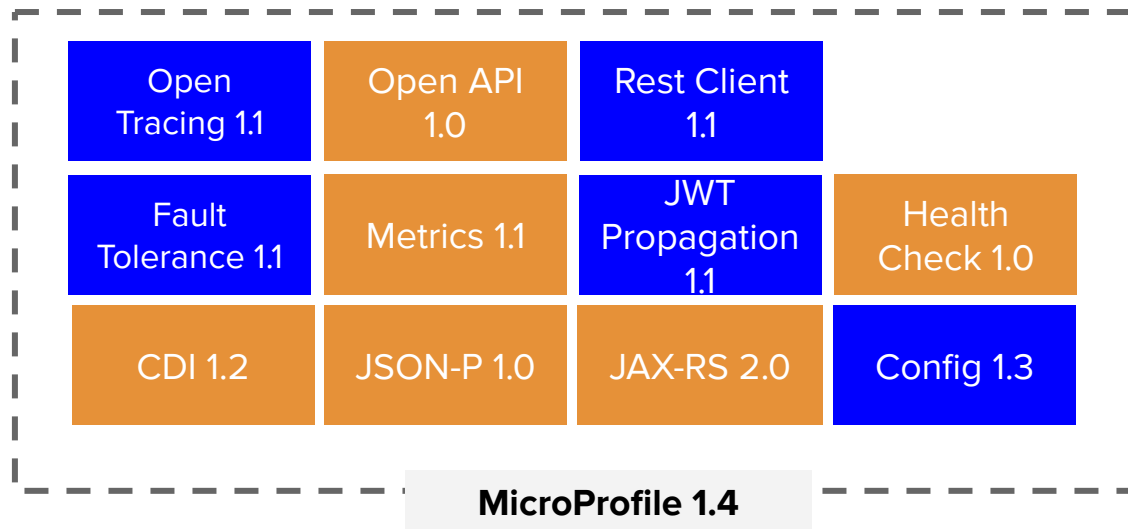 Open
Tracing 1.1
Open API
1.0
Rest Client
1.1
Fault
Tolerance 1.1
Metrics 1.1
JWT
Propagation
1.1
Health
Check 1.0
CDI 1.2
JSON-P 1.0
JAX-RS 2.0
Config 1.3
MicroProfile 1.4